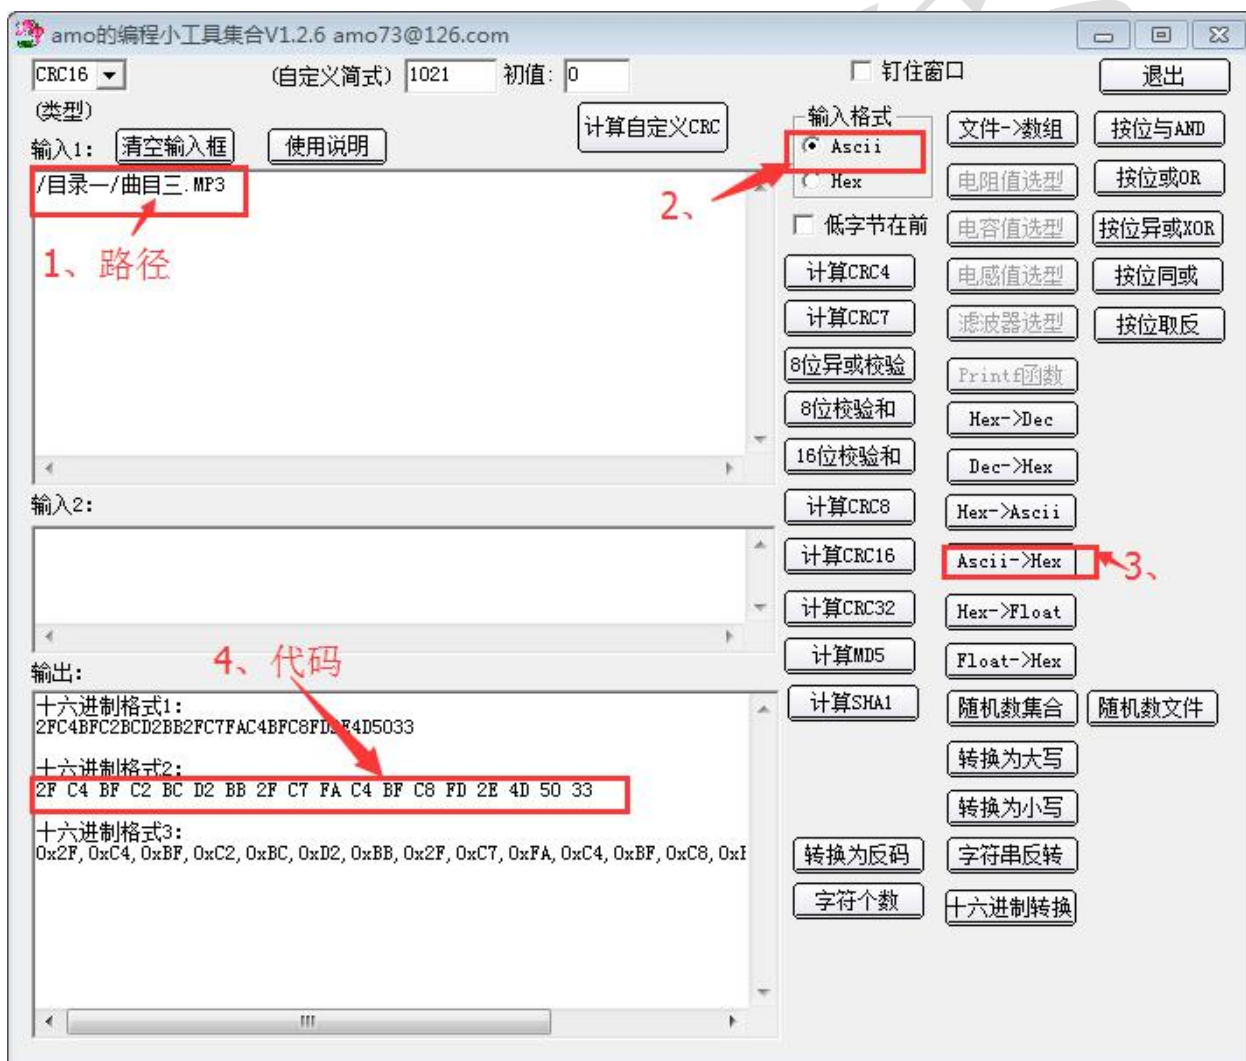 amo的编程小工具集合V1.2.6 amo73@126.com
CRC16 (自定义简式) 1021 初值: 0 钉住窗口 退出
(类型)
计算自定义CRC
输入1: 清空输入框 使用说明
/目录一/曲目三.MP3
1、路径
2、
输入格式
Ascii
Hex
低字节在前
计算CRC4
计算CRC7
8位异或校验
8位校验和
16位校验和
计算CRC8
计算CRC16
计算CRC32
计算MD5
计算SHA1
转换为反码
字符个数
文件->数组
电阻值选型
电容值选型
电感值选型
滤波器选型
Printf函数
Hex->Dec
Dec->Hex
Hex->Ascii
Ascii->Hex
3、
Hex->Float
Float->Hex
随机数集合
随机数文件
转换为大写
转换为小写
字符串反转
十六进制转换
按位与AND
按位或OR
按位异或XOR
按位同或
按位取反
输入2:
4、代码
输出:
十六进制格式1:
2FC4BFC2BCD2BB2FC7FAC4BFC8FD2E4D5033
十六进制格式2:
2F C4 BF C2 BC D2 BB 2F C7 FA C4 BF C8 FD 2E 4D 50 33
十六进制格式3:
0x2F,0xC4,0xBF,0xC2,0xBC,0xD2,0xBB,0x2F,0xC7,0xFA,0xC4,0xBF,0xC8,